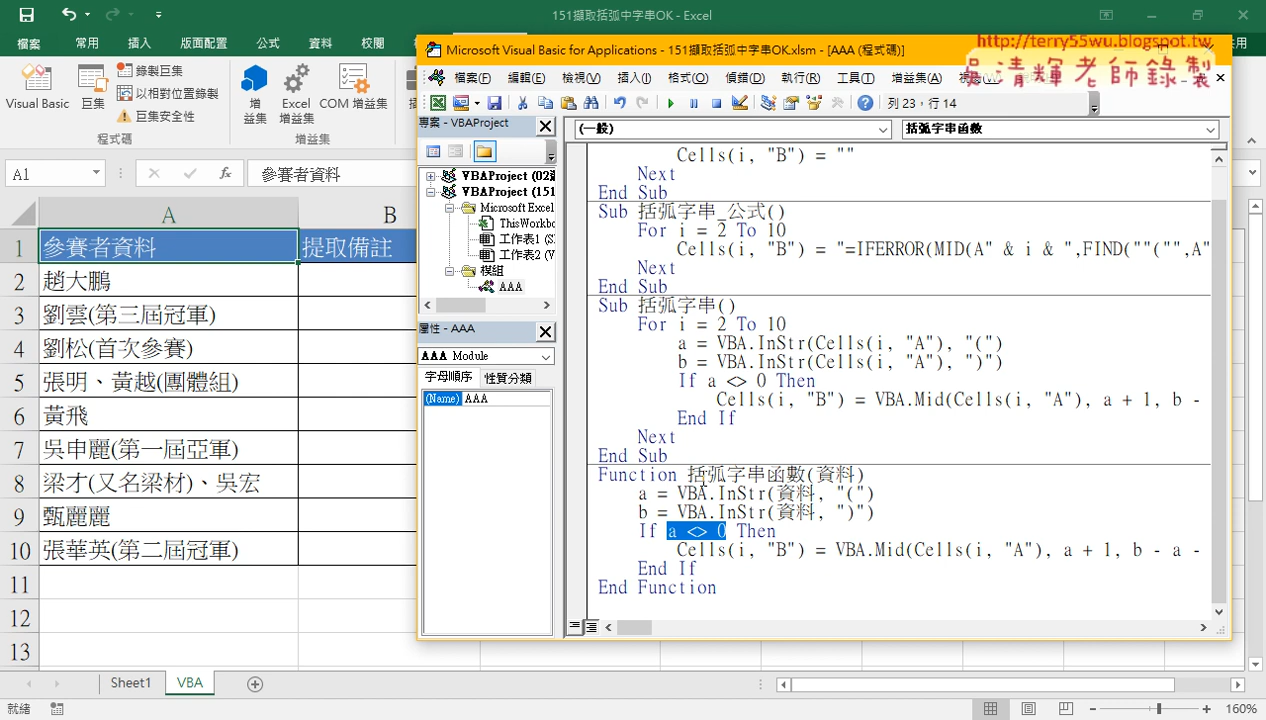 151擷取括弧中字串OK - Excel
檔案 常用 插入 版面配置 公式 資料 校閱
Visual Basic 巨集 錄製巨集 以相對位置錄製 巨集安全性 增益集 Excel 增益集 COM 增益集
程式碼 增益集
A1 參賽者資料
A B
1 參賽者資料 提取備註
2 趙大鵬
3 劉雲(第三屆冠軍)
4 劉松(首次參賽)
5 張明、黃越(團體組)
6 黃飛
7 吳申麗(第一屆亞軍)
8 梁才(又名梁材)、吳宏
9 甄麗麗
10 張華英(第二屆冠軍)
11
12
13
Sheet1 VBA
就緒 160%
Microsoft Visual Basic for Applications - 151擷取括弧中字串OK.xlsm - [AAA (程式碼)]
http://terry55wu.blogspot.tw
吳清輝老師錄製
檔案(F) 編輯(E) 檢視(V) 插入(I) 格式(O) 偵錯(D) 執行(R) 工具(T) 增益集(A)
列 23，行 14
專案 - VBAProject
VBAProject (151
Microsoft Excel
ThisWorkbo
工作表1 (S
工作表2 (V
模組
AAA
屬性 - AAA
AAA Module
字母順序 性質分類
(Name) AAA
(一般) 括弧字串函數
Cells(i, "B") = ""
Next
End Sub
Sub 括弧字串_公式()
For i = 2 To 10
Cells(i, "B") = "=IFERROR(MID(A" & i & ",FIND(""("",A"
Next
End Sub
Sub 括弧字串()
For i = 2 To 10
a = VBA.InStr(Cells(i, "A"), "(")
b = VBA.InStr(Cells(i, "A"), ")")
If a <> 0 Then
Cells(i, "B") = VBA.Mid(Cells(i, "A"), a + 1, b -
End If
Next
End Sub
Function 括弧字串函數(資料)
a = VBA.InStr(資料, "(")
b = VBA.InStr(資料, ")")
If a <> 0 Then
Cells(i, "B") = VBA.Mid(Cells(i, "A"), a + 1, b - a -
End If
End Function